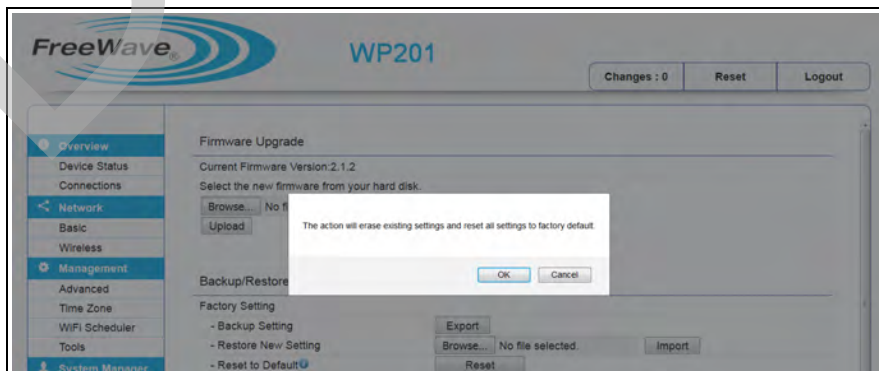 FreeWave®
WP201
Changes : 0 Reset Logout
Overview
Device Status
Connections
Network
Basic
Wireless
Management
Advanced
Time Zone
WiFi Scheduler
Tools
System Manager
Firmware Upgrade
Current Firmware Version:2.1.2
Select the new firmware from your hard disk.
Browse... No
Upload
The action will erase existing settings and reset all settings to factory default.
OK Cancel
Backup/Restore
Factory Setting
- Backup Setting Export
- Restore New Setting Browse... No file selected. Import
- Reset to Default Reset